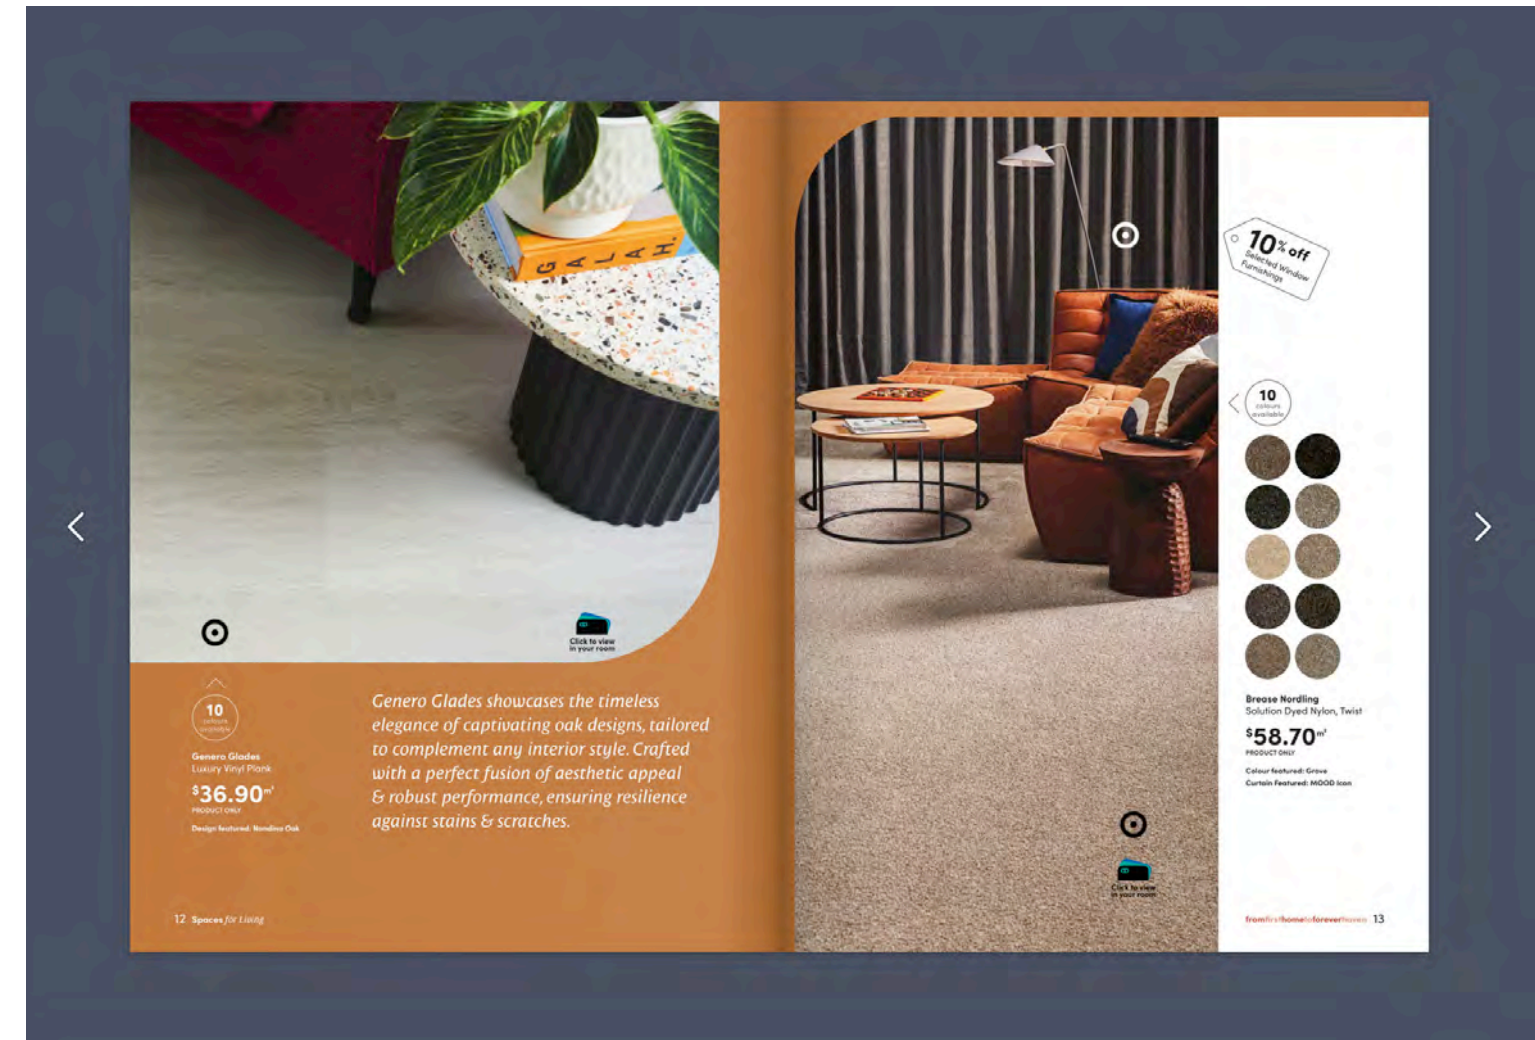 GALAH.
Click to view
in your room
10
colours
available
Genero Glades
Luxury Vinyl Plank
$36.90m²
PRODUCT ONLY
Design featured: Nandina Oak
Genero Glades showcases the timeless
elegance of captivating oak designs, tailored
to complement any interior style. Crafted
with a perfect fusion of aesthetic appeal
& robust performance, ensuring resilience
against stains & scratches.
12 Spaces for Living
10% off
Selected Window
Furnishings
10
colours
available
Brease Nordling
Solution Dyed Nylon, Twist
$58.70m²
PRODUCT ONLY
Colour featured: Grove
Curtain Featured: MOOD Icon
Click to view
in your room
fromfirsthometoforeverhaven 13